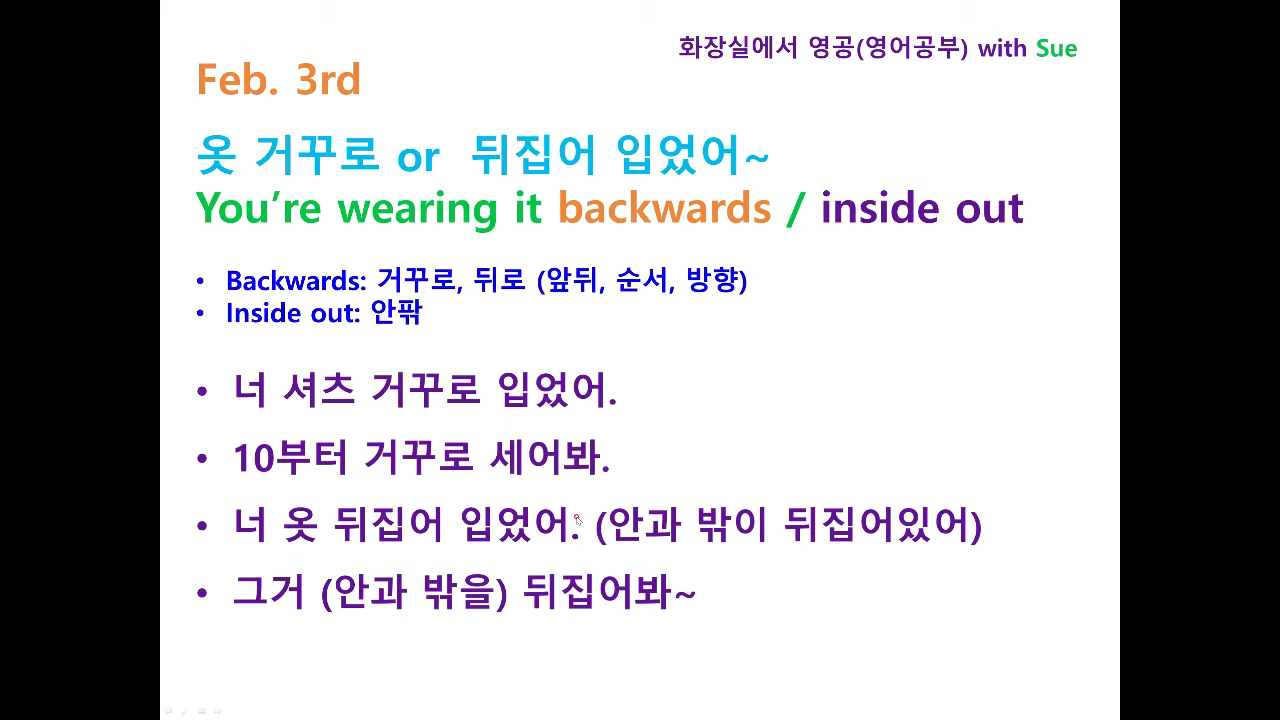 화장실에서 영공(영어공부) with Sue
Feb. 3rd
옷 거꾸로 or 뒤집어 입었어~
You're wearing it backwards / inside out
• Backwards: 거꾸로, 뒤로 (앞뒤, 순서, 방향)
• Inside out: 안팎
• 너 셔츠 거꾸로 입었어.
• 10부터 거꾸로 세어봐.
• 너 옷 뒤집어 입었어. (안과 밖이 뒤집어있어)
• 그거 (안과 밖을) 뒤집어봐~